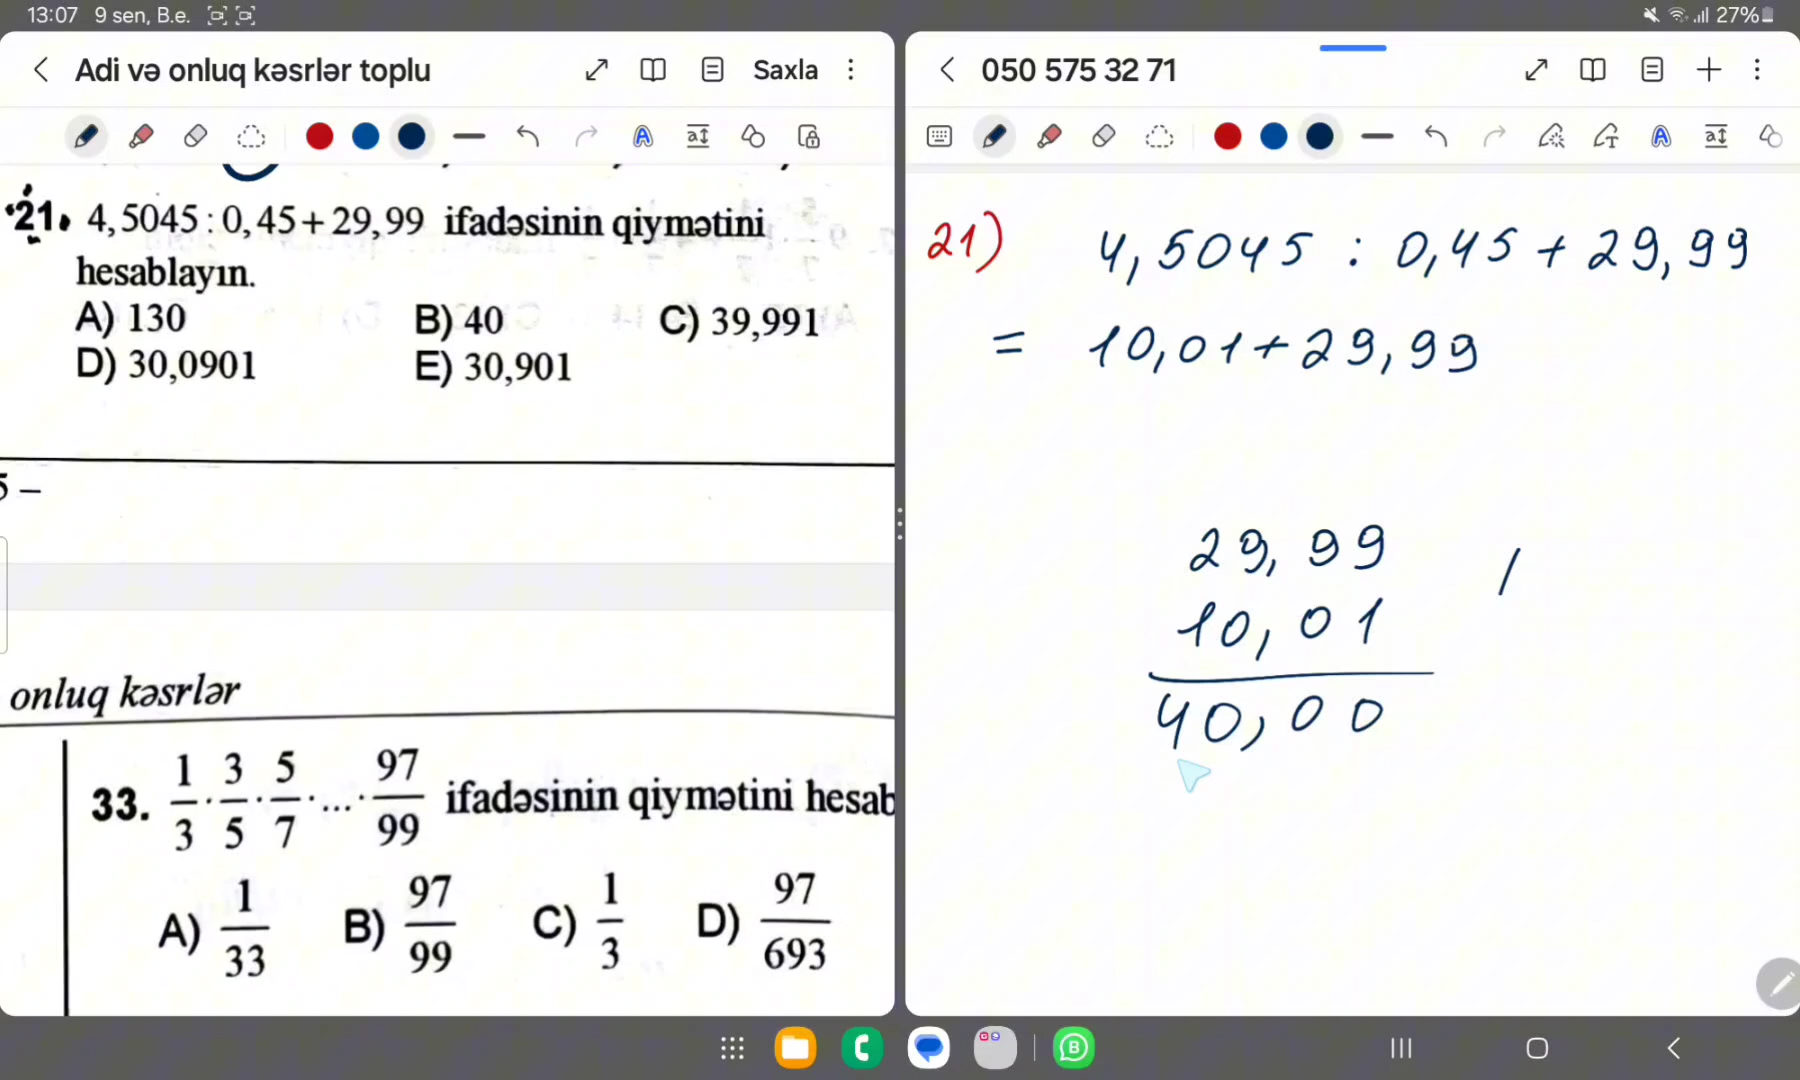 13:07 9 sen, B.e. 27%
Adi və onluq kəsrlər toplu Saxla
21. 4,5045 : 0,45 + 29,99 ifadəsinin qiymətini
hesablayın.
A) 130 B) 40 C) 39,991
D) 30,0901 E) 30,901
5 –
onluq kəsrlər
33. 1/3 · 3/5 · 5/7 · ... · 97/99 ifadəsinin qiymətini hesab
A) 1/33 B) 97/99 C) 1/3 D) 97/693
050 575 32 71
21) 4,5045 : 0,45 + 29,99
= 10,01 + 29,99
29,99 /
10,01
40,00